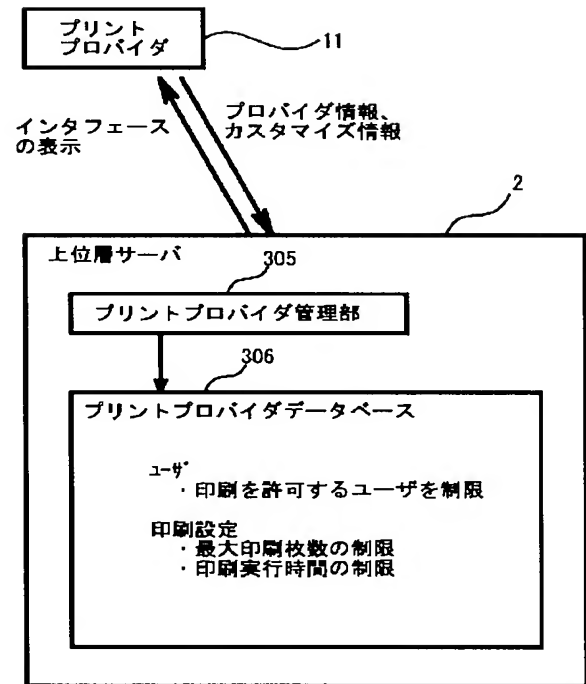 プリント
プロバイダ
11
インタフェース
の表示
プロバイダ情報、
カスタマイズ情報
2
上位層サーバ
305
プリントプロバイダ管理部
306
プリントプロバイダデータベース
ユーザ
・印刷を許可するユーザを制限
印刷設定
・最大印刷枚数の制限
・印刷実行時間の制限